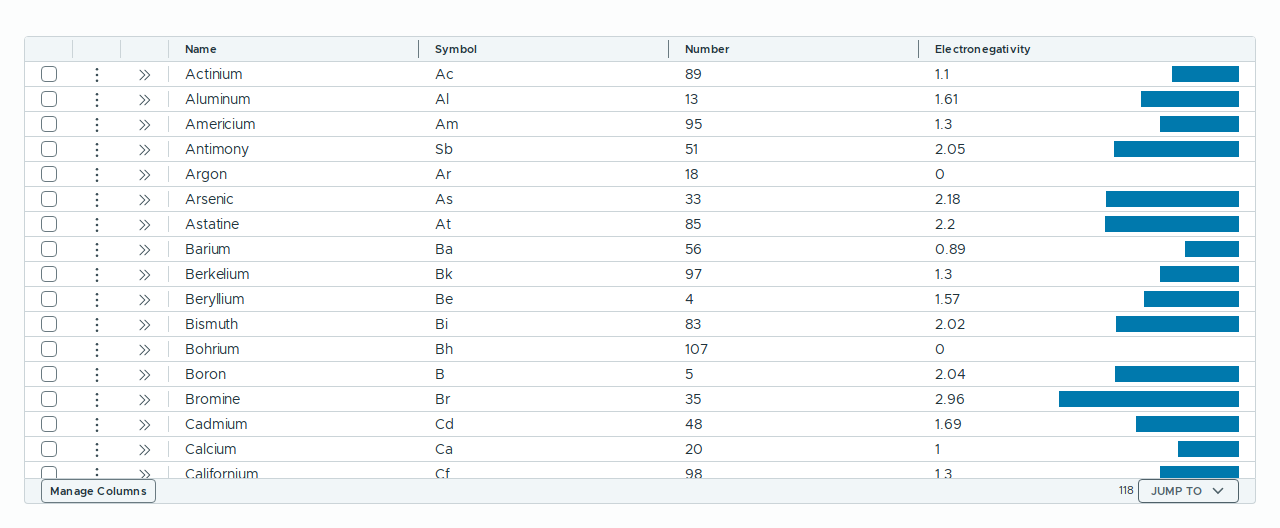 Name Symbol Number Electronegativity
Actinium Ac 89 1.1
Aluminum Al 13 1.61
Americium Am 95 1.3
Antimony Sb 51 2.05
Argon Ar 18 0
Arsenic As 33 2.18
Astatine At 85 2.2
Barium Ba 56 0.89
Berkelium Bk 97 1.3
Beryllium Be 4 1.57
Bismuth Bi 83 2.02
Bohrium Bh 107 0
Boron B 5 2.04
Bromine Br 35 2.96
Cadmium Cd 48 1.69
Calcium Ca 20 1
Californium Cf 98 1.3
Manage Columns 118 JUMP TO